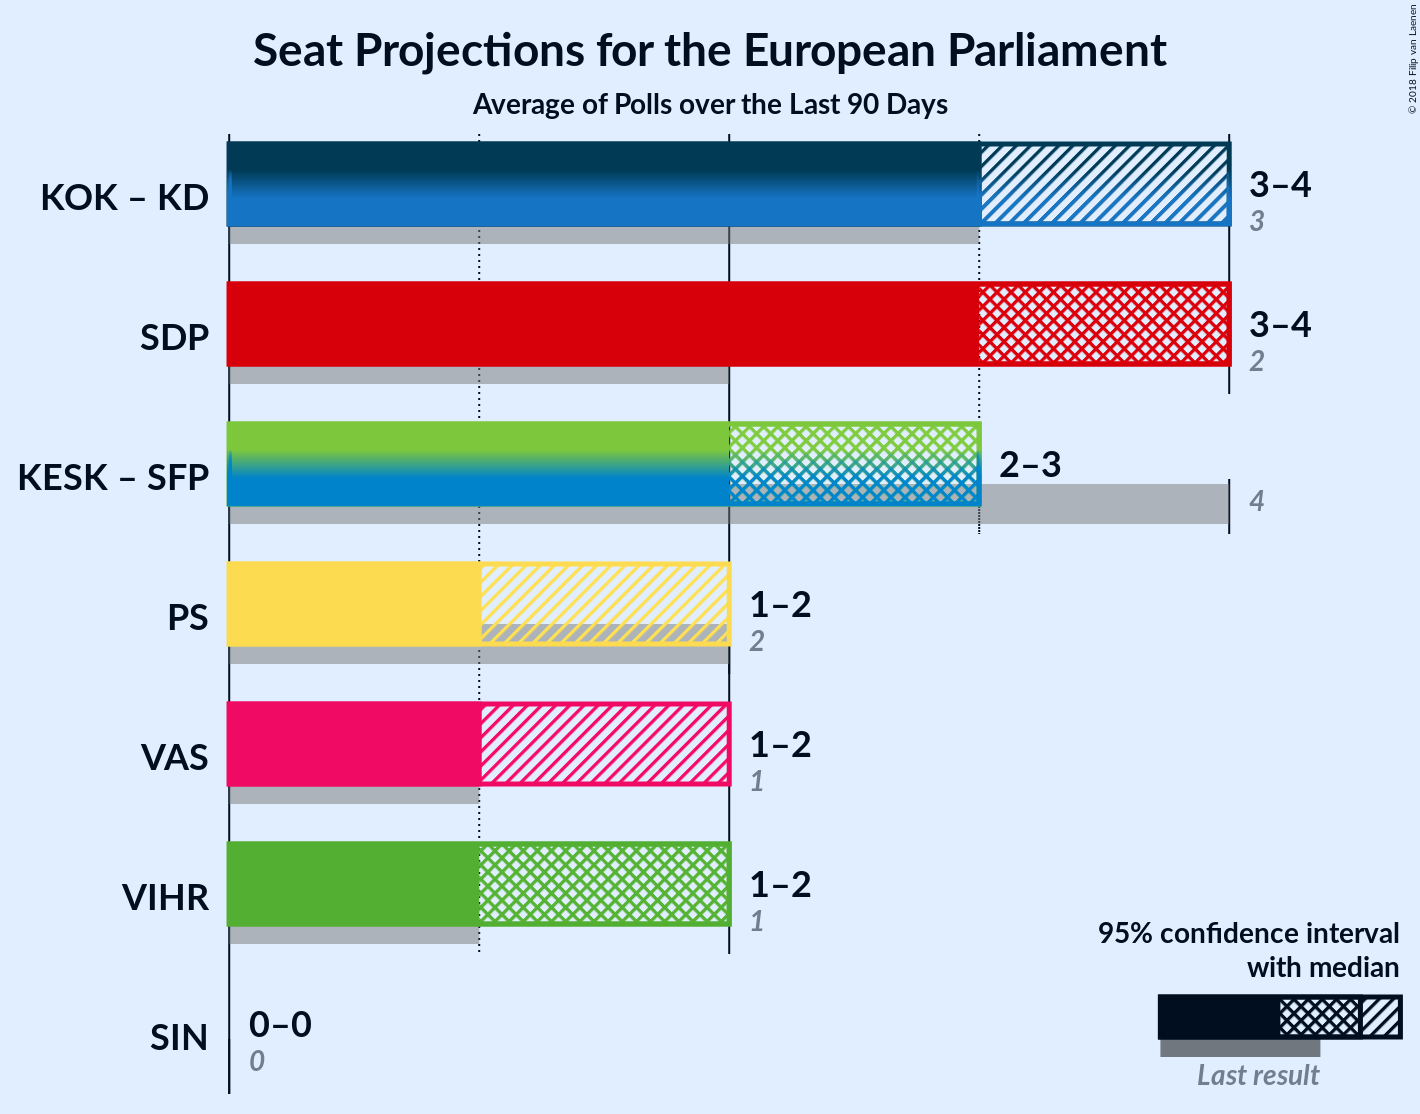 Seat Projections for the European Parliament
Average of Polls over the Last 90 Days
© 2018 Filip van Laenen
KOK – KD
3–4
3
SDP
3–4
2
KESK – SFP
2–3
4
PS
1–2
2
VAS
1–2
1
VIHR
1–2
1
SIN
0–0
0
95% confidence interval
with median
Last result